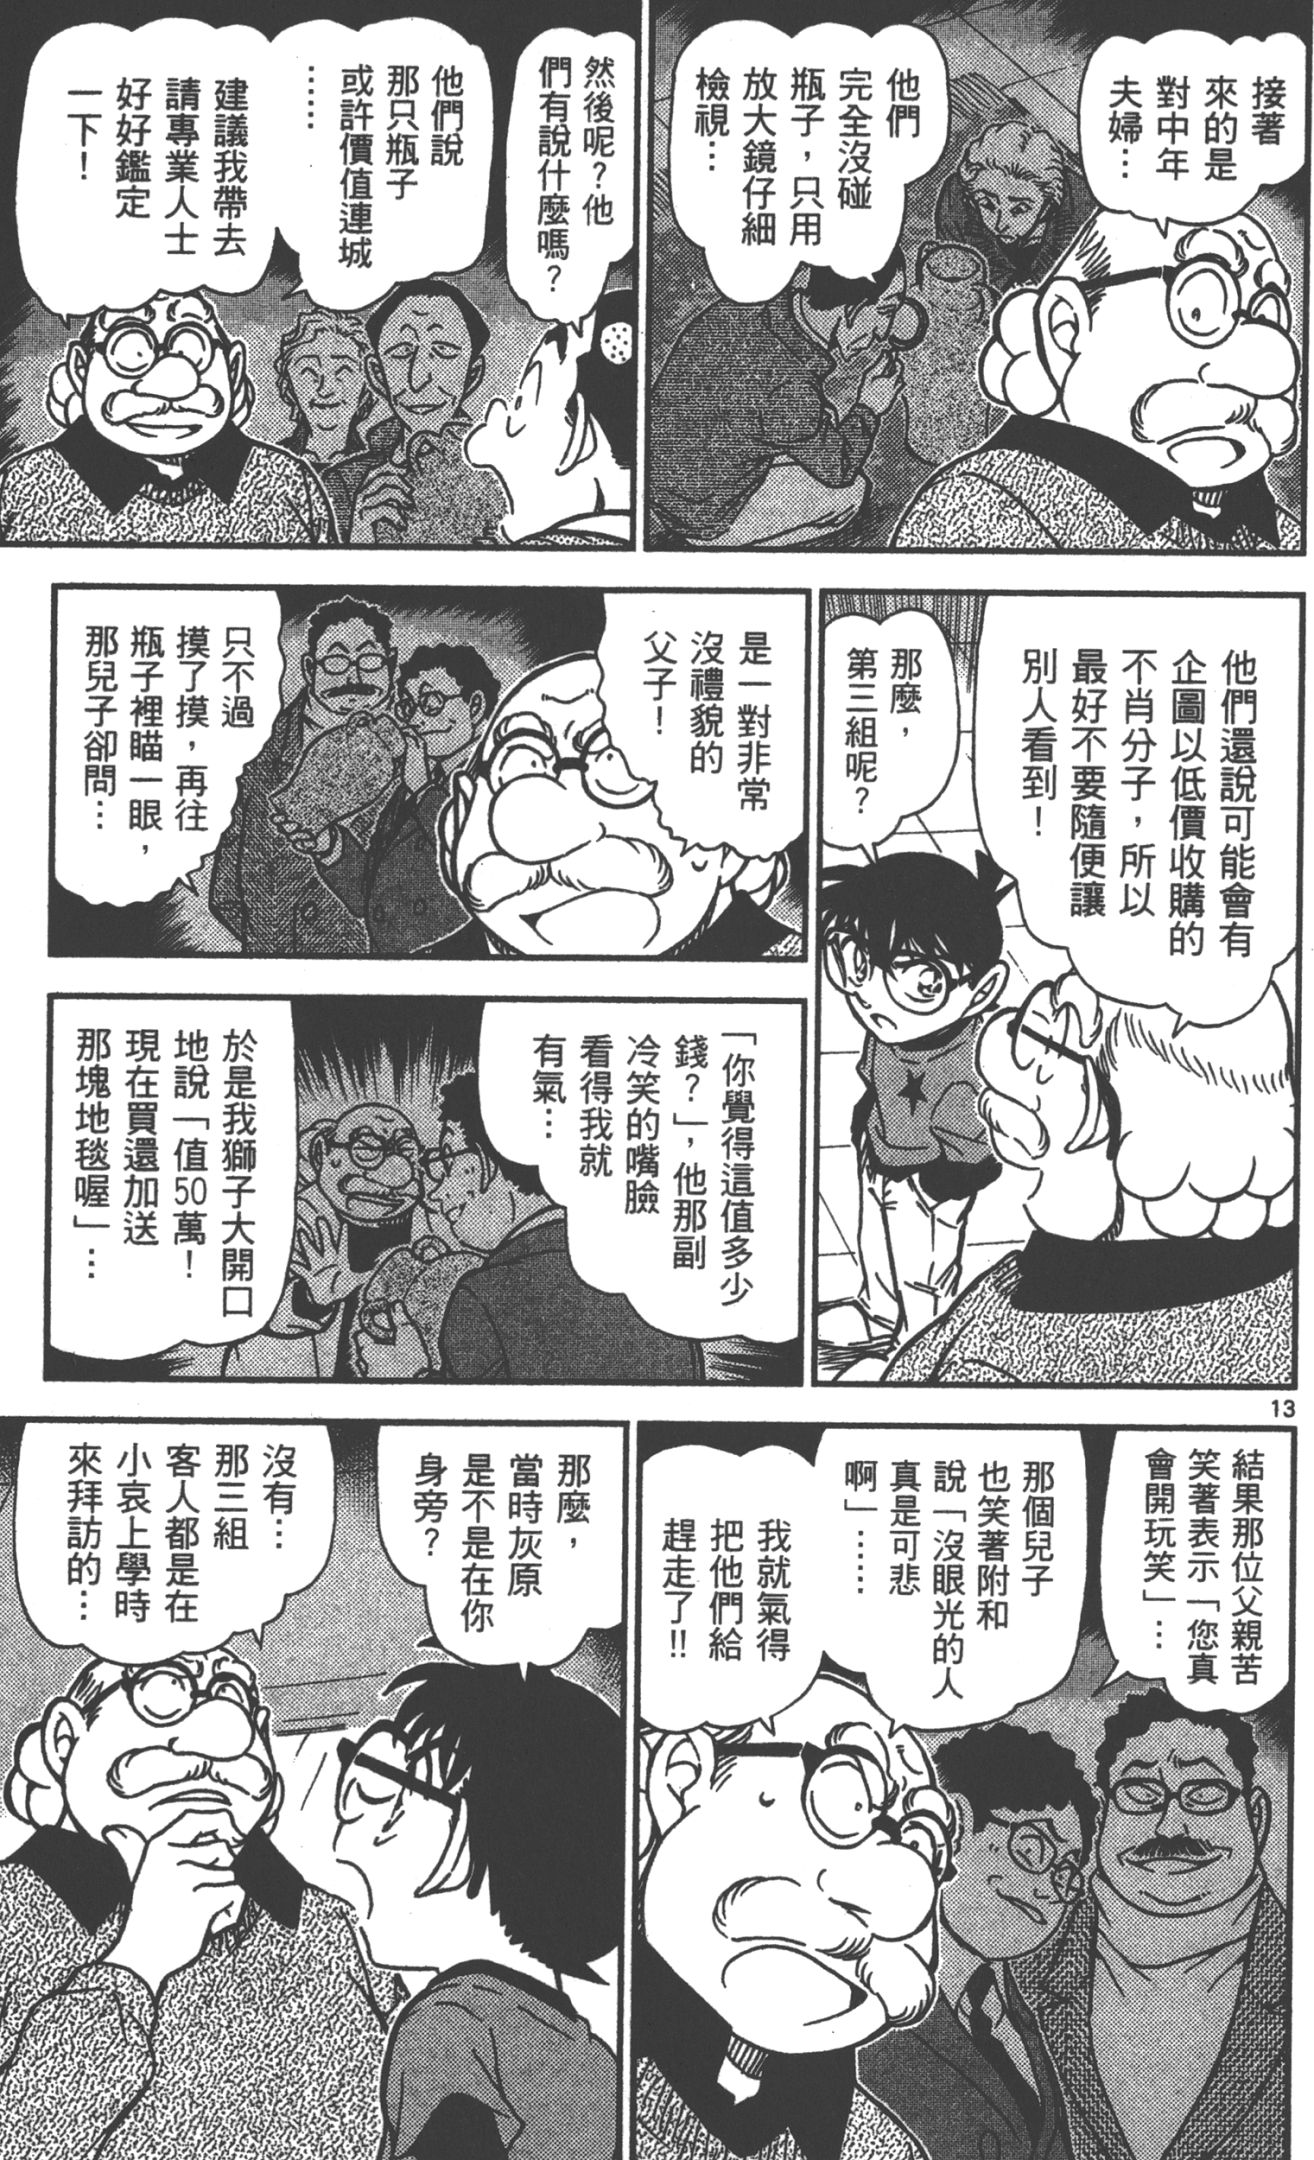 接著
來的是
對中年
夫婦…
他們
完全沒碰
瓶子，只用
放大鏡仔細
檢視…
然後呢？他
們有說什麼嗎？
他們說
那只瓶子
或許價值連城
……
建議我帶去
請專業人士
好好鑑定
一下！
他們還說可能會有
企圖以低價收購的
不肖分子，所以
最好不要隨便讓
別人看到！
那麼，
第三組呢？
是一對非常
沒禮貌的
父子！
只不過
摸了摸，再往
瓶子裡瞄一眼，
那兒子卻問…
「你覺得這值多少
錢？」，他那副
冷笑的嘴臉
看得我就
有氣…
於是我獅子大開口
地說「值50萬！
現在買還加送
那塊地毯喔」…
13
結果那位父親苦
笑著表示「您真
會開玩笑」…
那個兒子
也笑著附和
說「沒眼光的人
真是可悲
啊」……
我就氣得
把他們給
趕走了!!
那麼，
當時灰原
是不是在你
身旁？
沒有…
那三組
客人都是在
小哀上學時
來拜訪的…